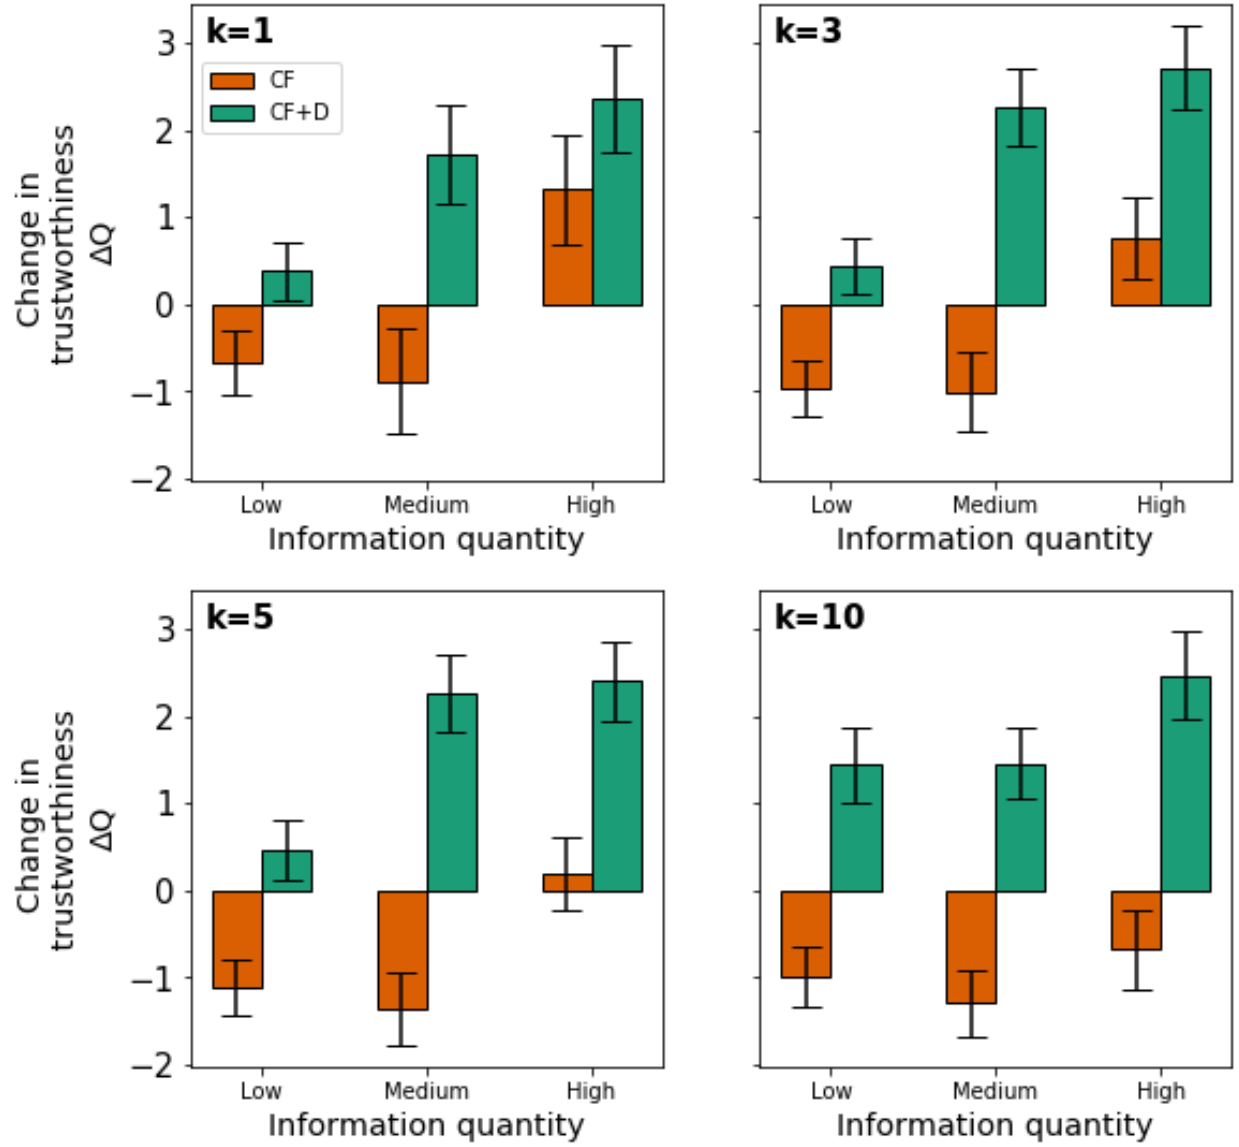 k=1
CF
CF+D
3
2
1
0
−1
−2
Change in
trustworthiness
ΔQ
Low
Medium
High
Information quantity
k=3
Low
Medium
High
Information quantity
k=5
3
2
1
0
−1
−2
Change in
trustworthiness
ΔQ
Low
Medium
High
Information quantity
k=10
Low
Medium
High
Information quantity